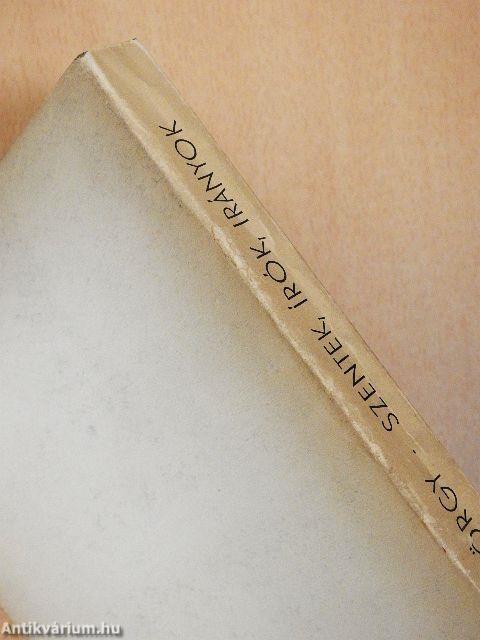 ÖRGY - SZENTEK, ÍRÓK, IRÁNYOK
Antikvárium.hu